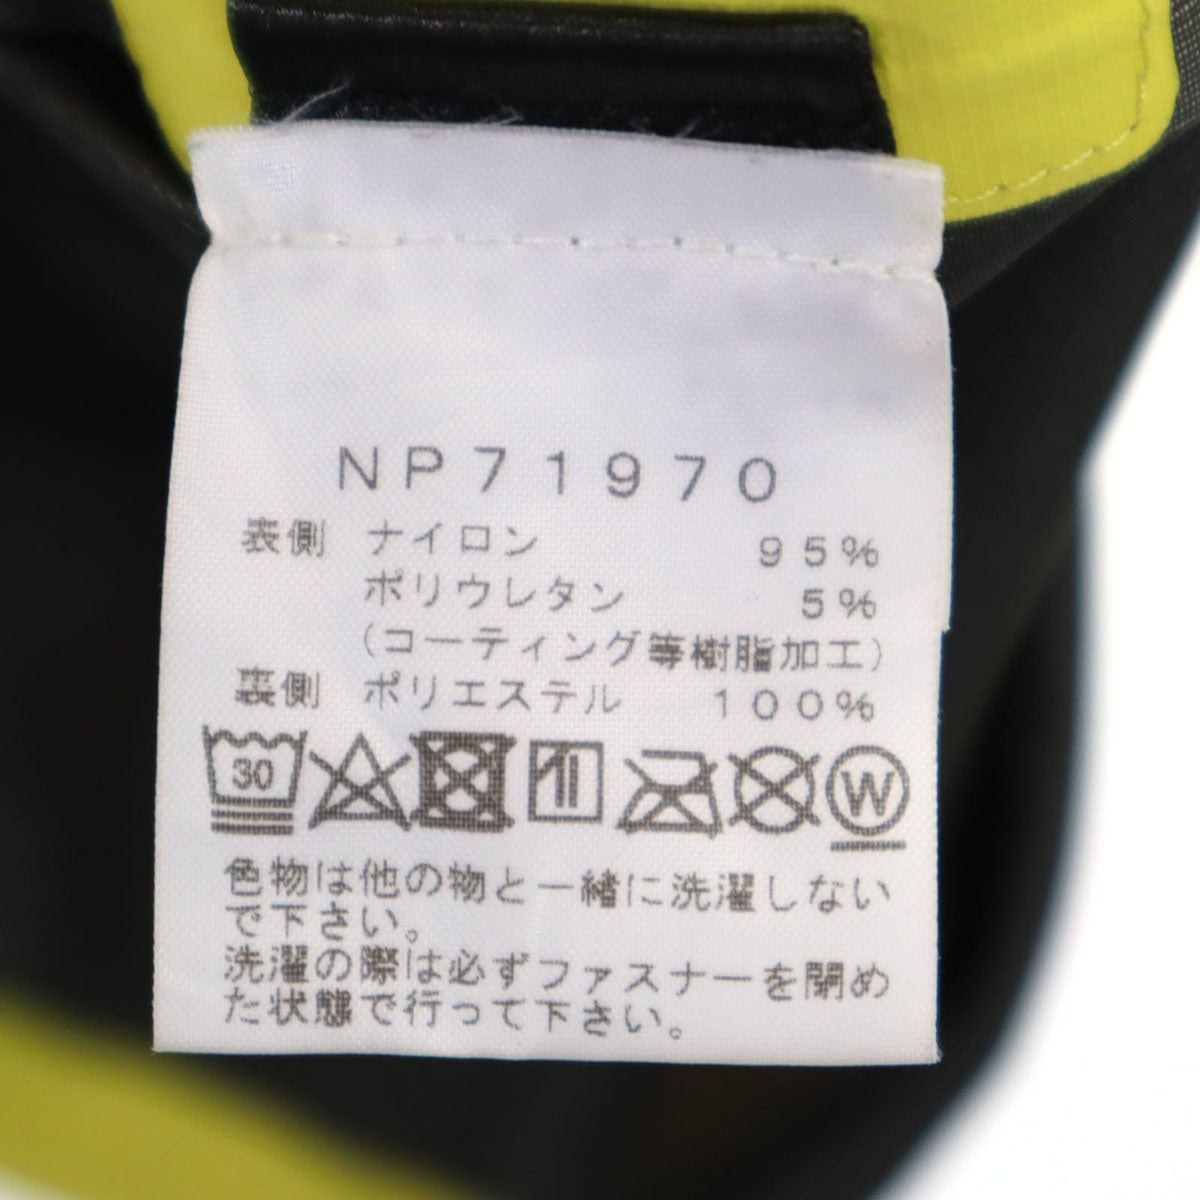 NP71970
表側 ナイロン 95%
ポリウレタン 5%
(コーティング等樹脂加工)
裏側 ポリエステル 100%
30 W
色物は他の物と一緒に洗濯しない
で下さい。
洗濯の際は必ずファスナーを閉め
た状態で行って下さい。